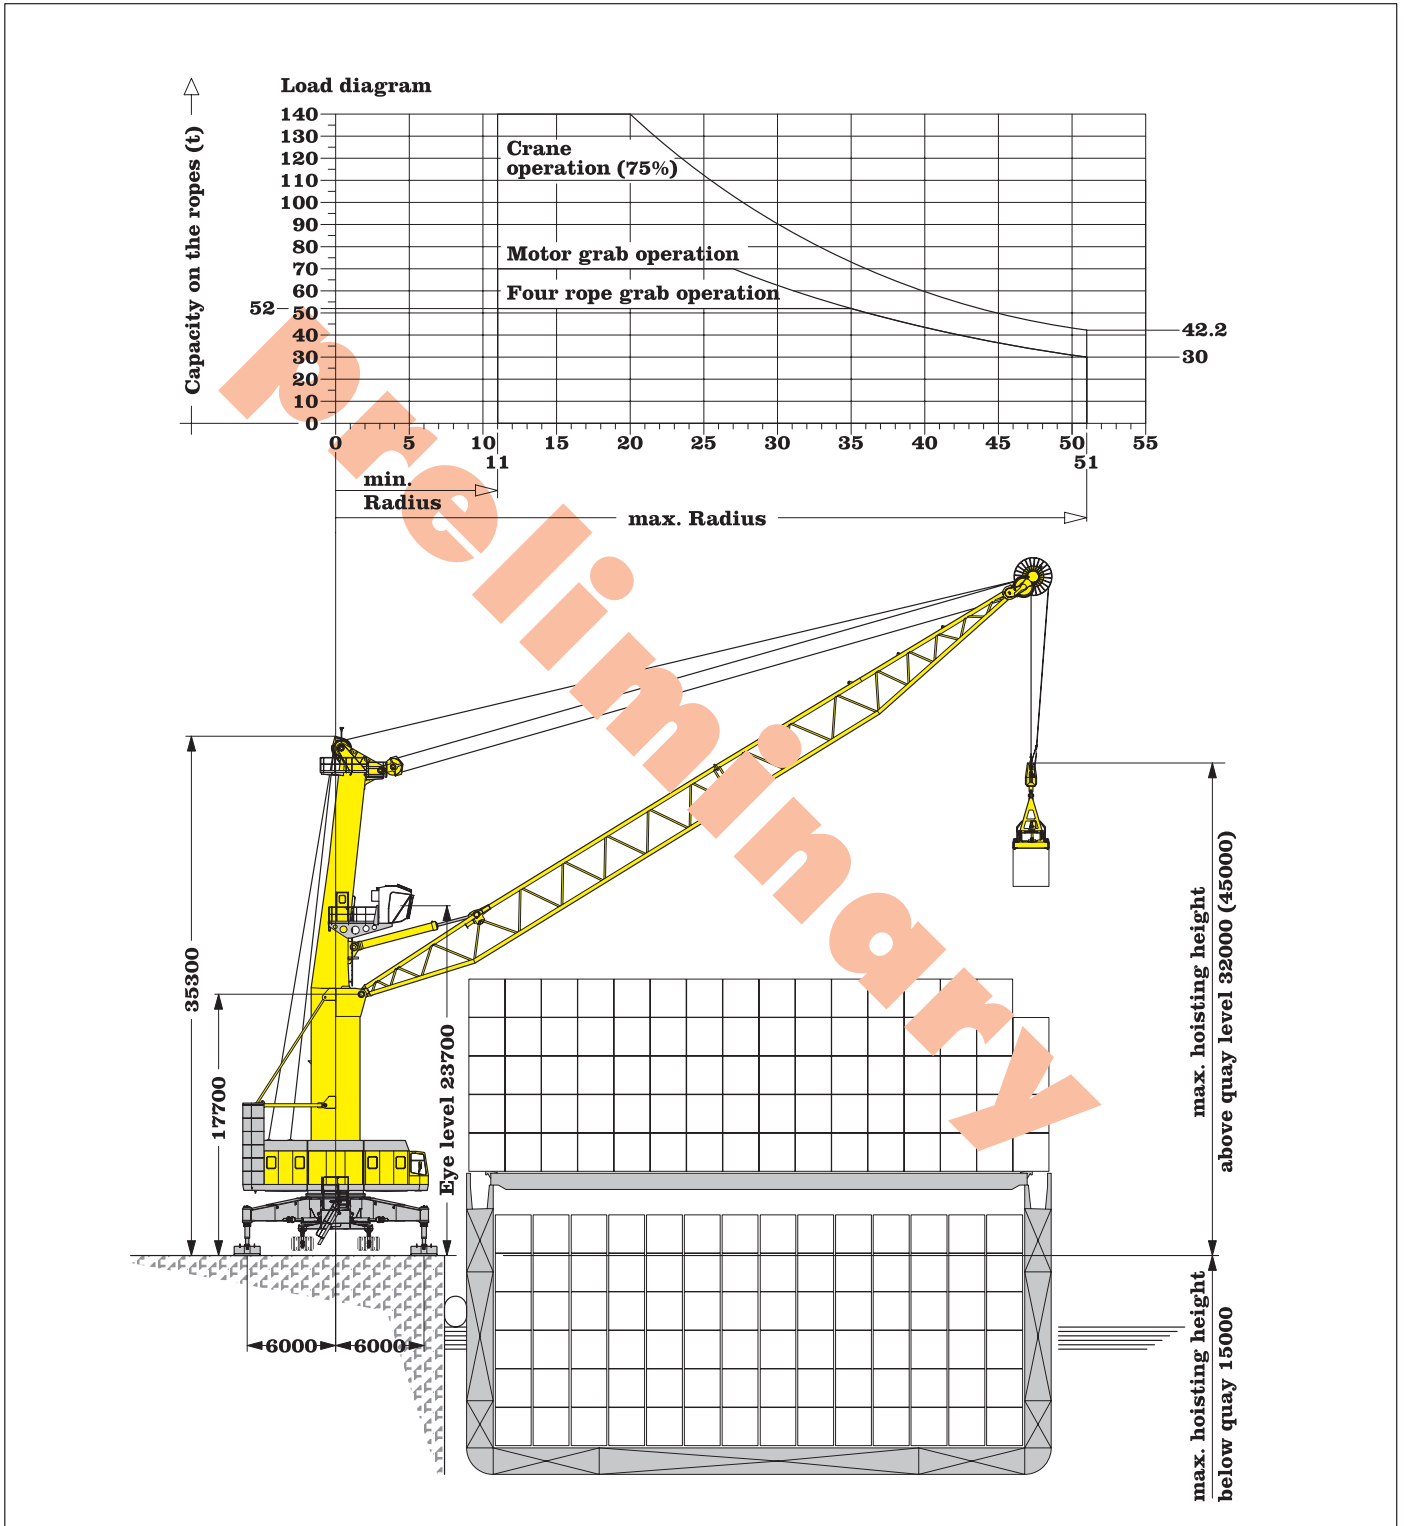 Load diagram
Capacity on the ropes (t)
140
130
120
110
100
90
80
70
60
52
50
40
30
20
10
0
Crane
operation (75%)
Motor grab operation
Four rope grab operation
42.2
30
0 5 10 15 20 25 30 35 40 45 50 55
11 51
min.
Radius
max. Radius
preliminary
35300
17700
Eye level 23700
6000 6000
max. hoisting height
above quay level 32000 (45000)
max. hoisting height
below quay 15000